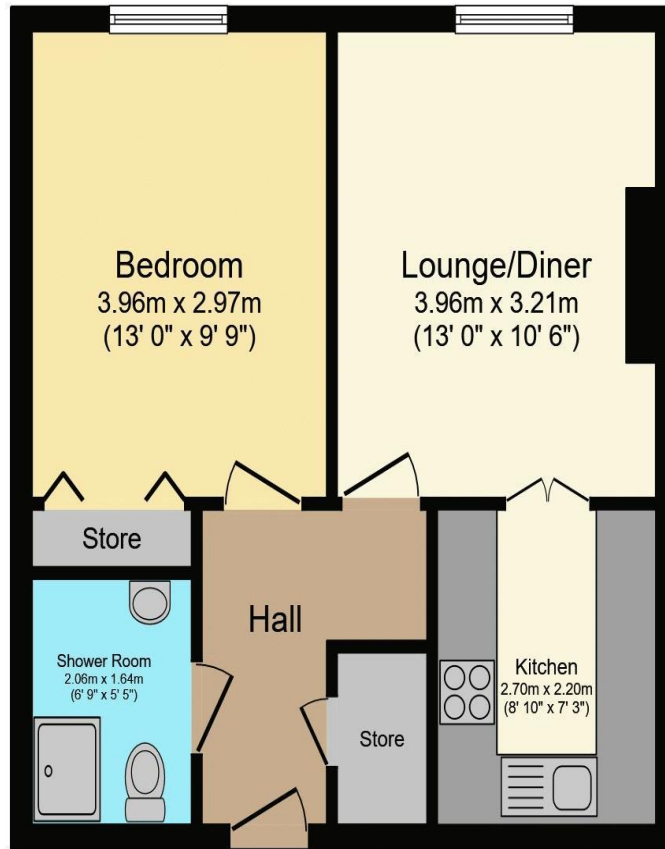 Bedroom
3.96m x 2.97m
(13' 0" x 9' 9")
Lounge/Diner
3.96m x 3.21m
(13' 0" x 10' 6")
Store
Hall
Shower Room
2.06m x 1.64m
(6' 9" x 5' 5")
Kitchen
2.70m x 2.20m
(8' 10" x 7' 3")
Store